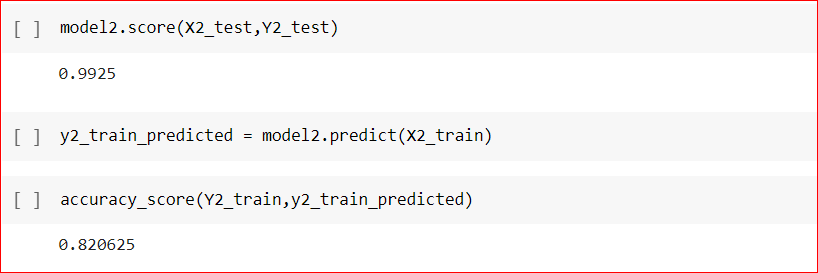 [ ] model2.score(X2_test,Y2_test)
0.9925
[ ] y2_train_predicted = model2.predict(X2_train)
[ ] accuracy_score(Y2_train,y2_train_predicted)
0.820625